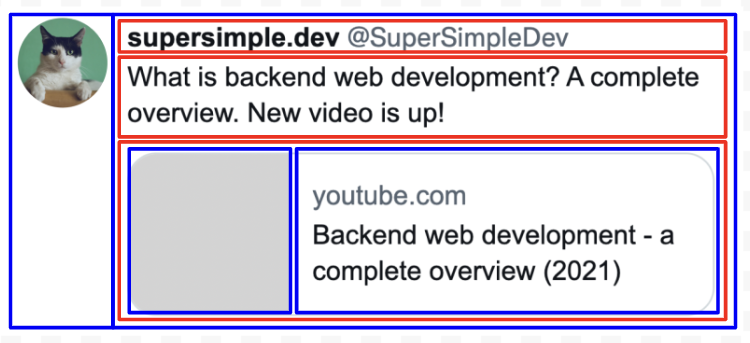 supersimple.dev @SuperSimpleDev
What is backend web development? A complete
overview. New video is up!
youtube.com
Backend web development - a
complete overview (2021)